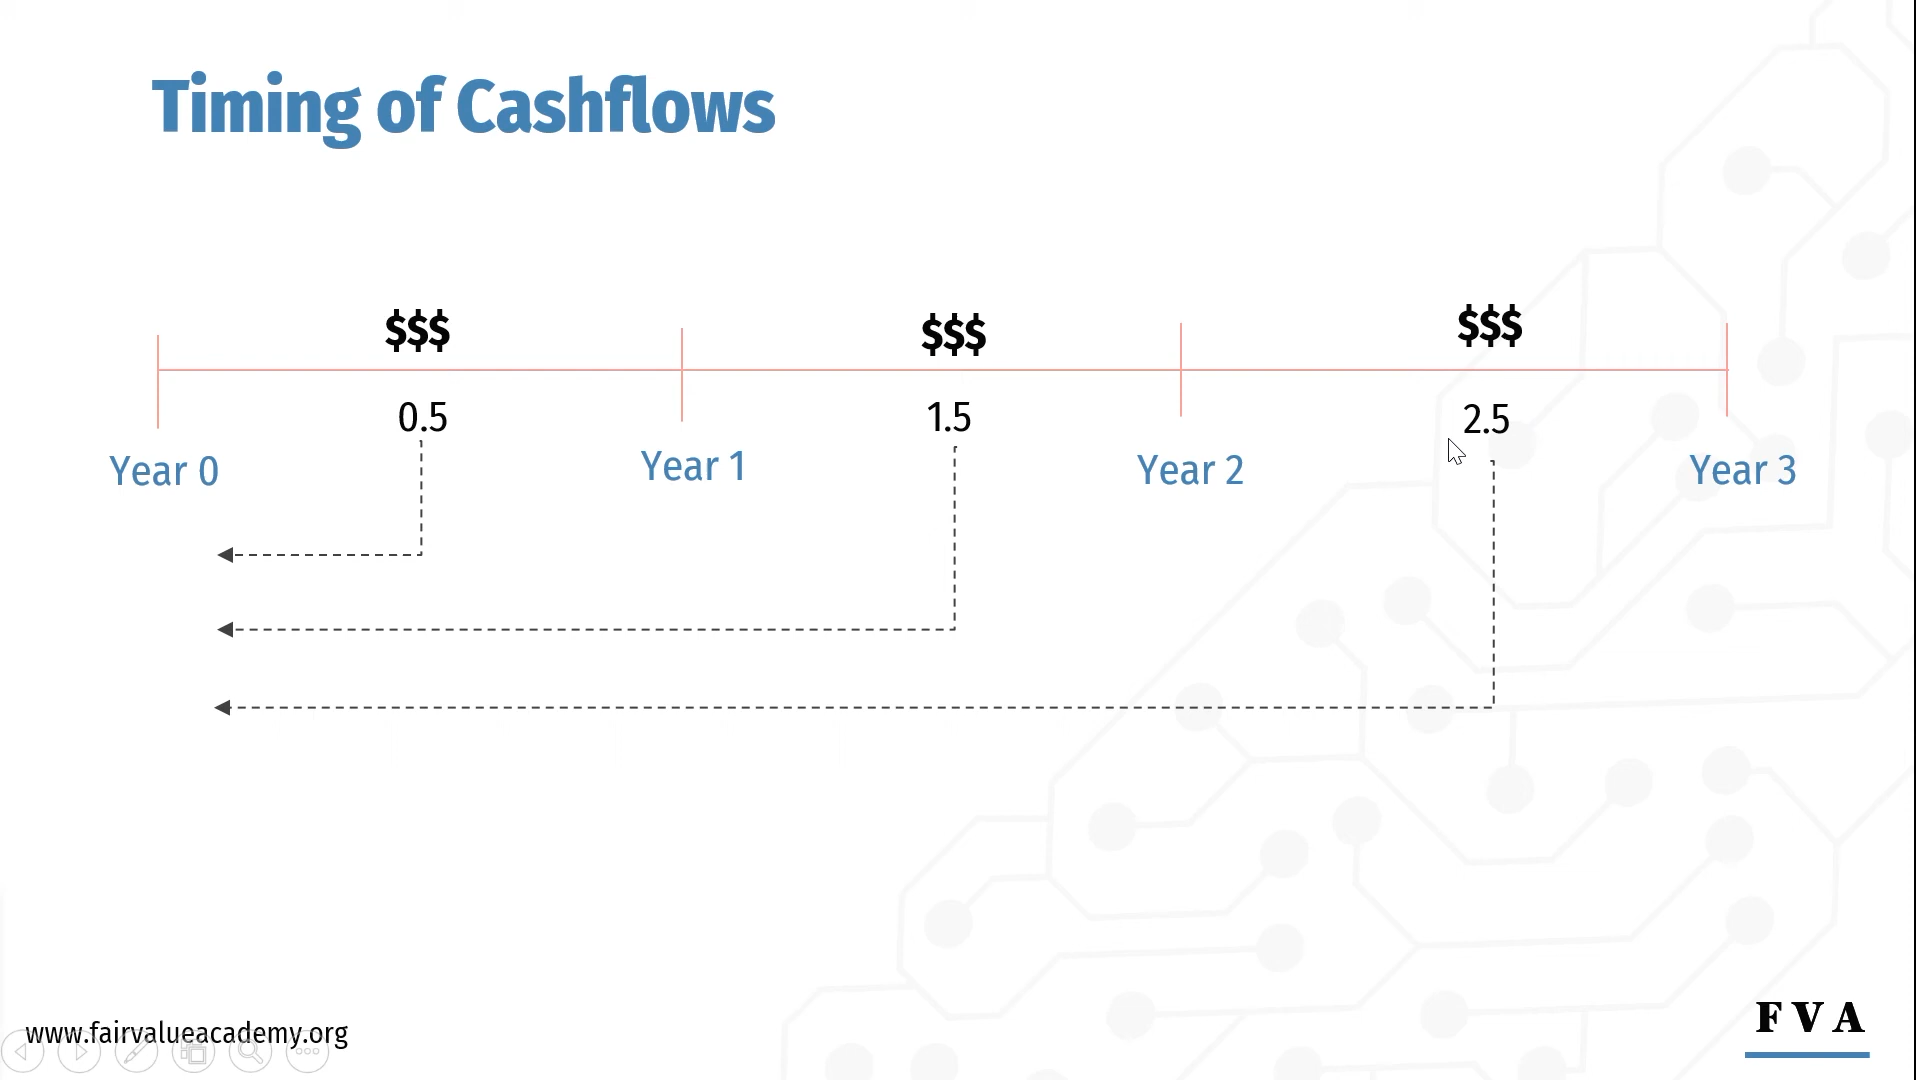 Timing of Cashflows
$$$ $$$ $$$
0.5 1.5 2.5
Year 0 Year 1 Year 2 Year 3
www.fairvalueacademy.org
FVA